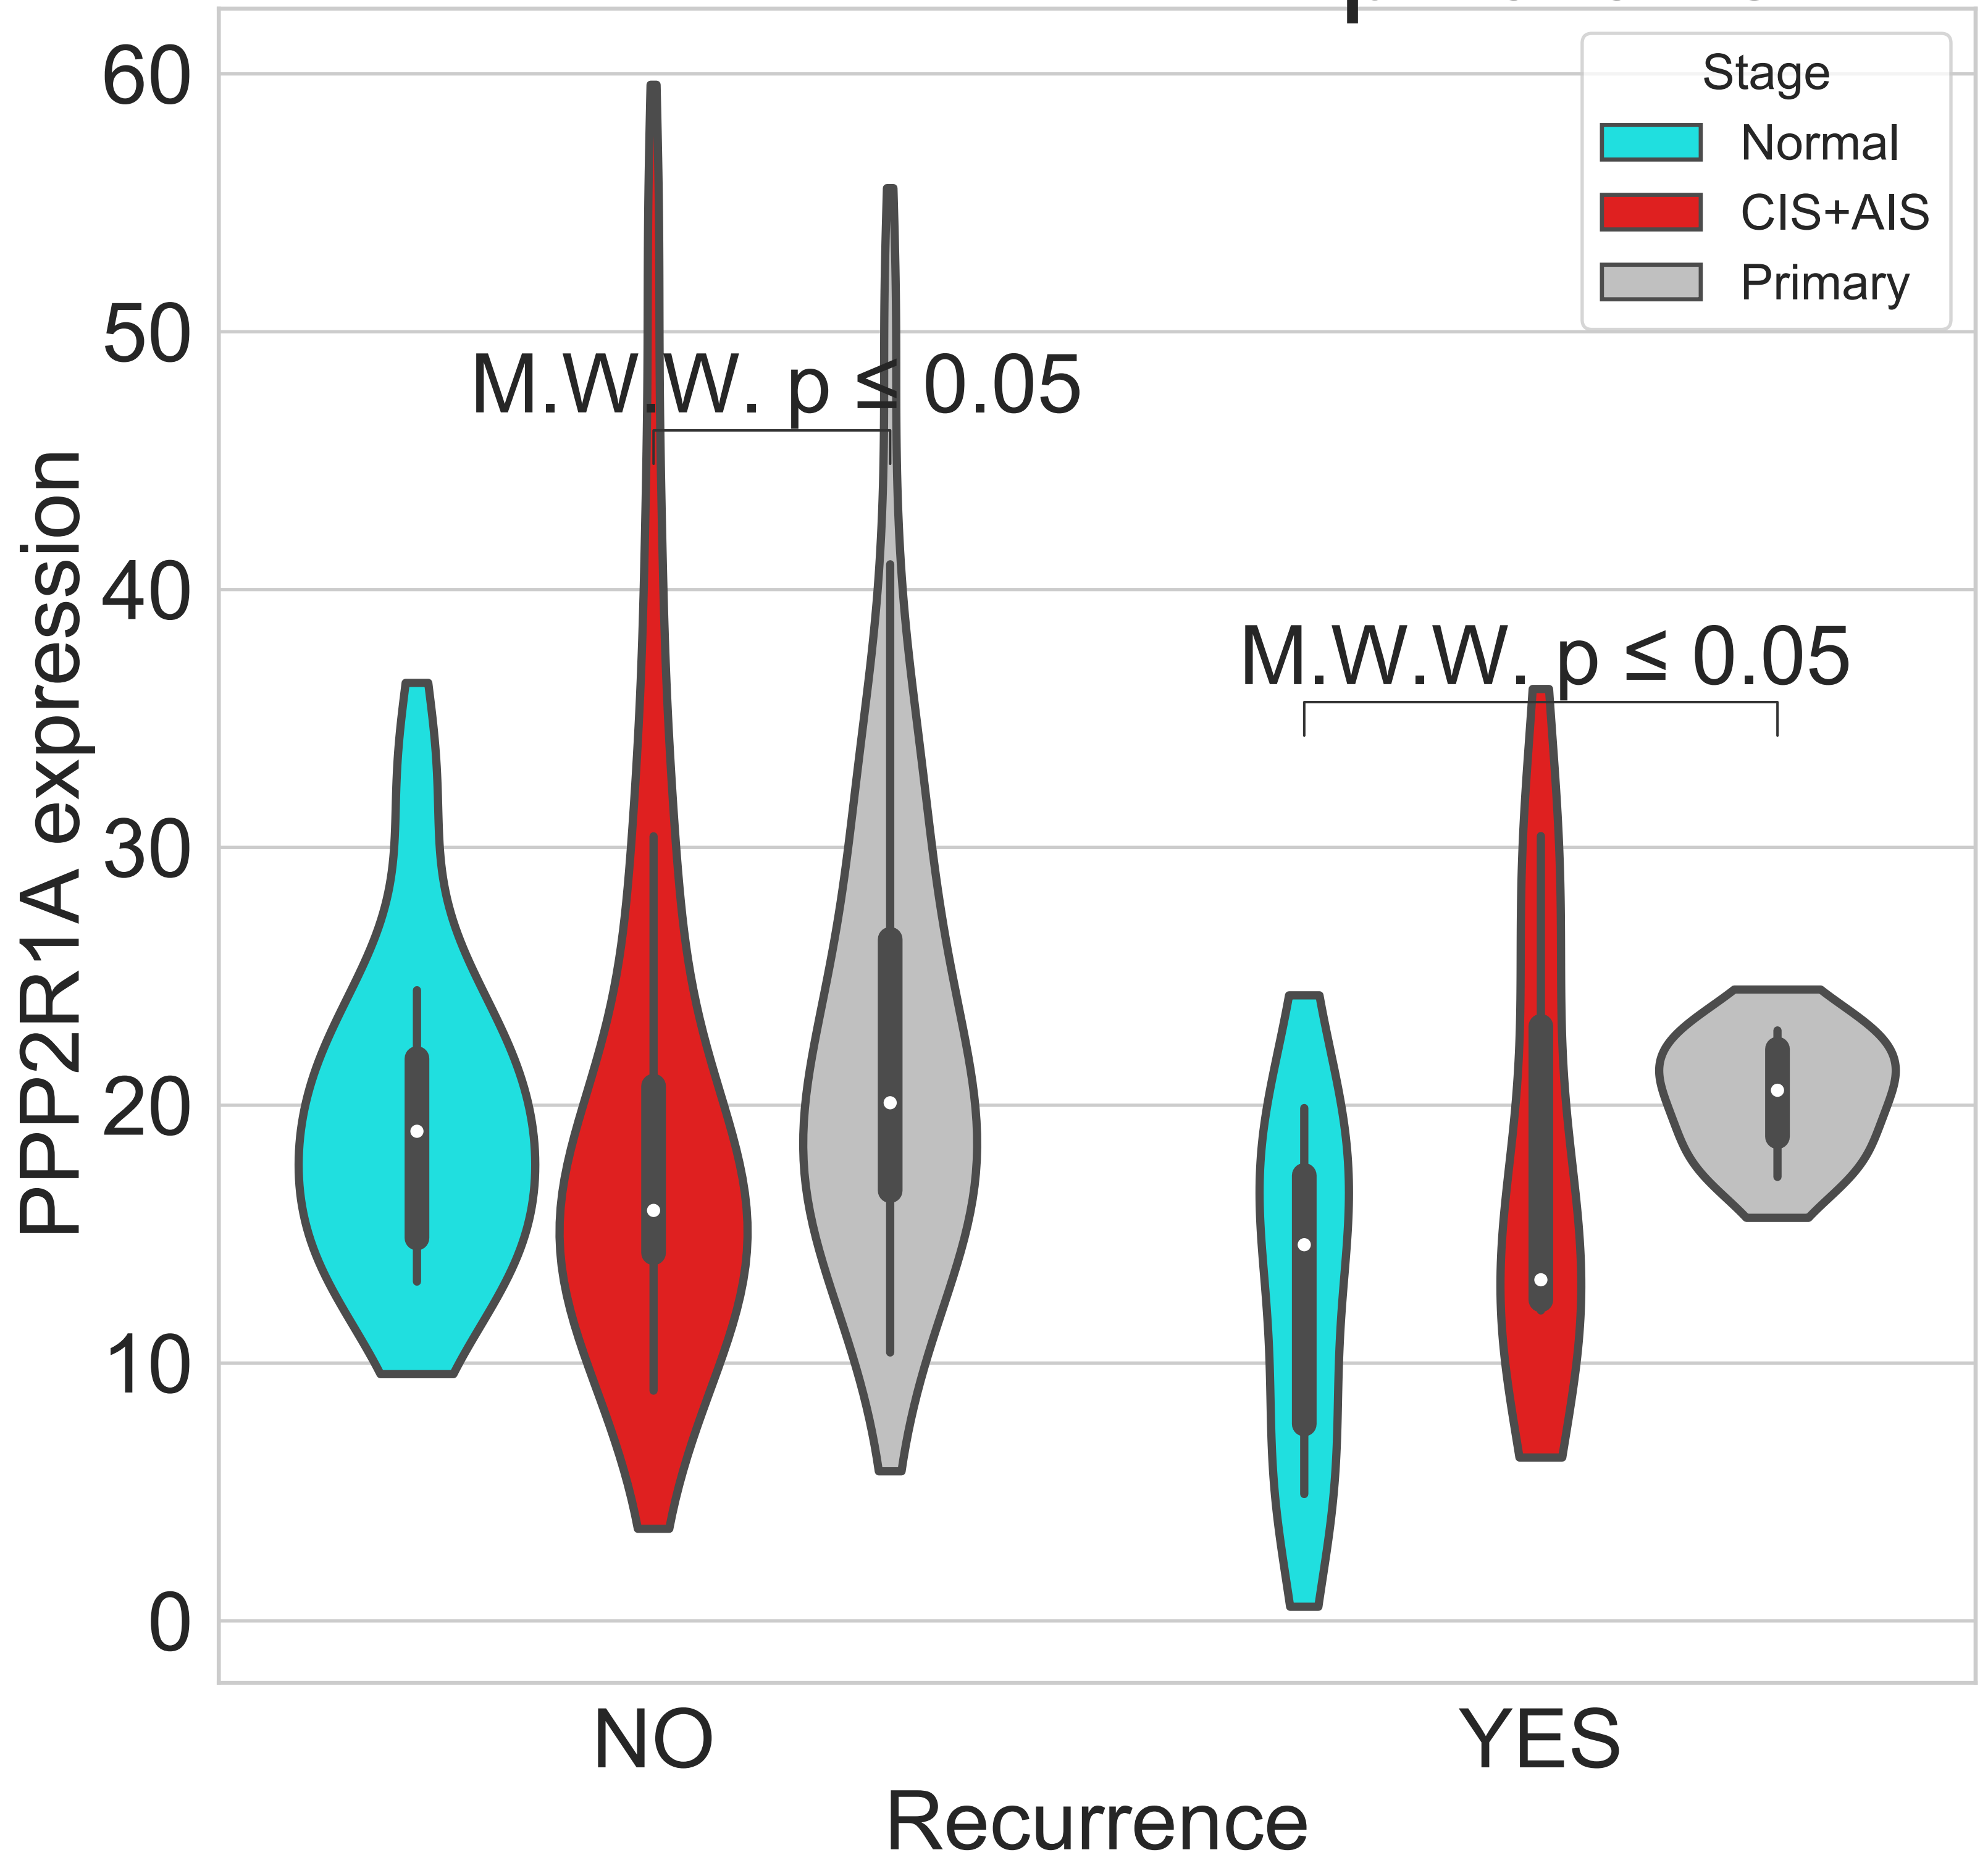 60
50
40
30
20
10
0
PPP2R1A expression
Stage
Normal
CIS+AIS
Primary
M.W.W. p ≤ 0.05
M.W.W. p ≤ 0.05
NO
YES
Recurrence